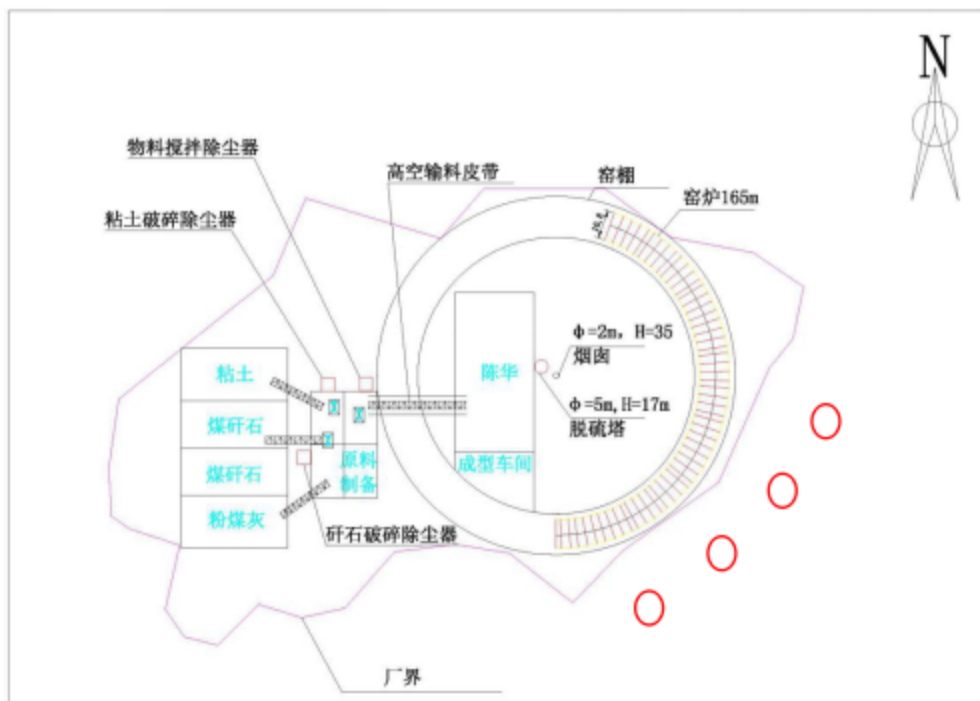 N
物料搅拌除尘器
高空输料皮带
窑棚
窑炉165m
粘土破碎除尘器
φ=2m, H=35
烟囱
粘土
陈华
φ=5m,H=17m
脱硫塔
煤矸石
煤矸石
原料
制备
成型车间
粉煤灰
矸石破碎除尘器
厂界